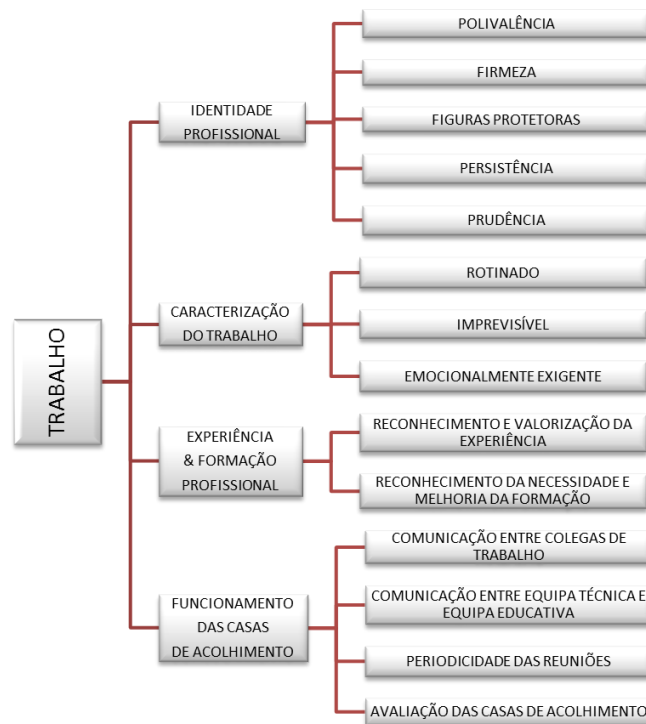 TRABALHO
IDENTIDADE
PROFISSIONAL
POLIVALÊNCIA
FIRMEZA
FIGURAS PROTETORAS
PERSISTÊNCIA
PRUDÊNCIA
CARACTERIZAÇÃO
DO TRABALHO
ROTINADO
IMPREVISÍVEL
EMOCIONALMENTE EXIGENTE
EXPERIÊNCIA
& FORMAÇÃO
PROFISSIONAL
RECONHECIMENTO E VALORIZAÇÃO DA
EXPERIÊNCIA
RECONHECIMENTO DA NECESSIDADE E
MELHORIA DA FORMAÇÃO
FUNCIONAMENTO
DAS CASAS
DE ACOLHIMENTO
COMUNICAÇÃO ENTRE COLEGAS DE
TRABALHO
COMUNICAÇÃO ENTRE EQUIPA TÉCNICA E
EQUIPA EDUCATIVA
PERIODICIDADE DAS REUNIÕES
AVALIAÇÃO DAS CASAS DE ACOLHIMENTO